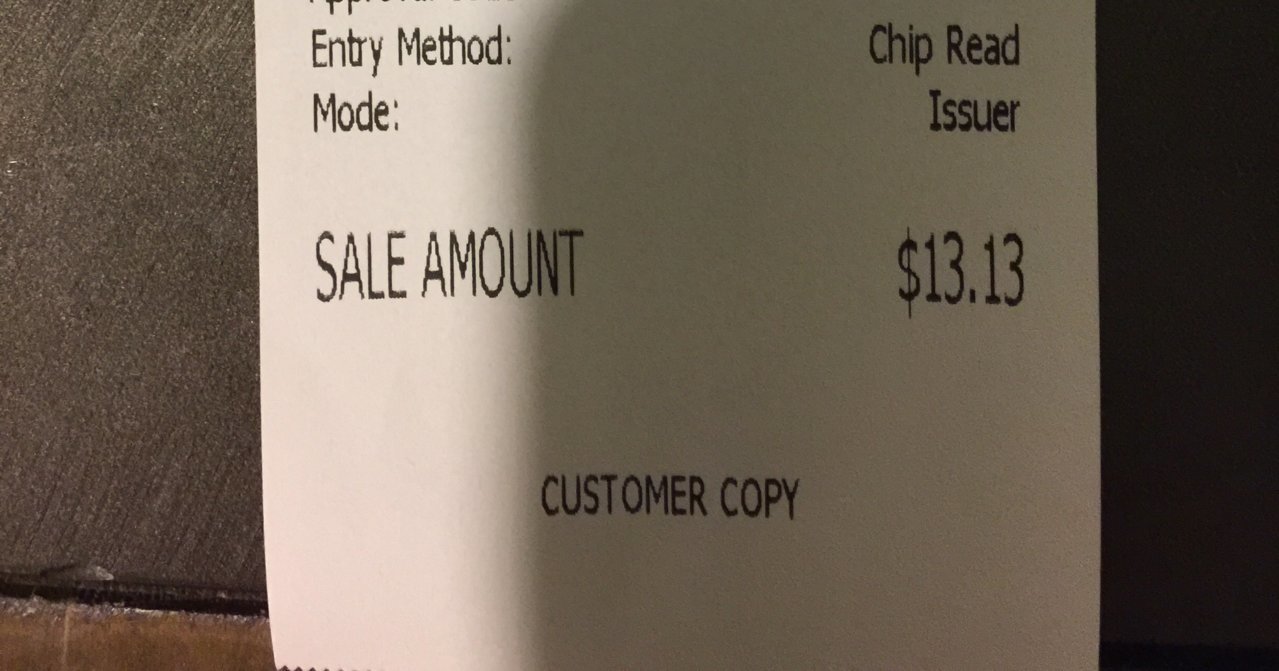 Entry Method: Chip Read
Mode: Issuer
SALE AMOUNT $13.13
CUSTOMER COPY